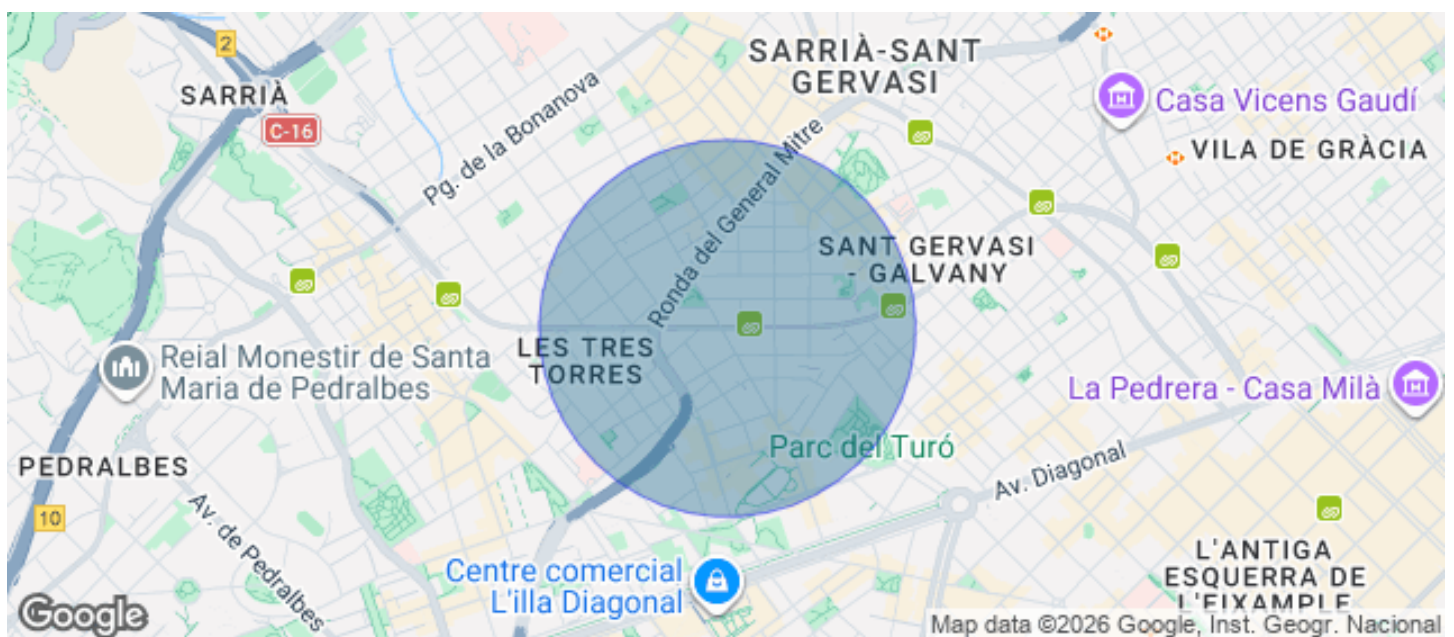 2
SARRIÀ
C-16
Pg. de la Bonanova
SARRIÀ-SANT
GERVASI
Casa Vicens Gaudí
VILA DE GRÀCIA
Ronda del General Mitre
SANT GERVASI
- GALVANY
LES TRES
TORRES
Reial Monestir de Santa
Maria de Pedralbes
La Pedrera - Casa Milà
Parc del Turó
PEDRALBES
10
Av. de Pedralbes
Av. Diagonal
Centre comercial
L'illa Diagonal
L'ANTIGA
ESQUERRA DE
L'EIXAMPLE
Google
Map data ©2026 Google, Inst. Geogr. Nacional